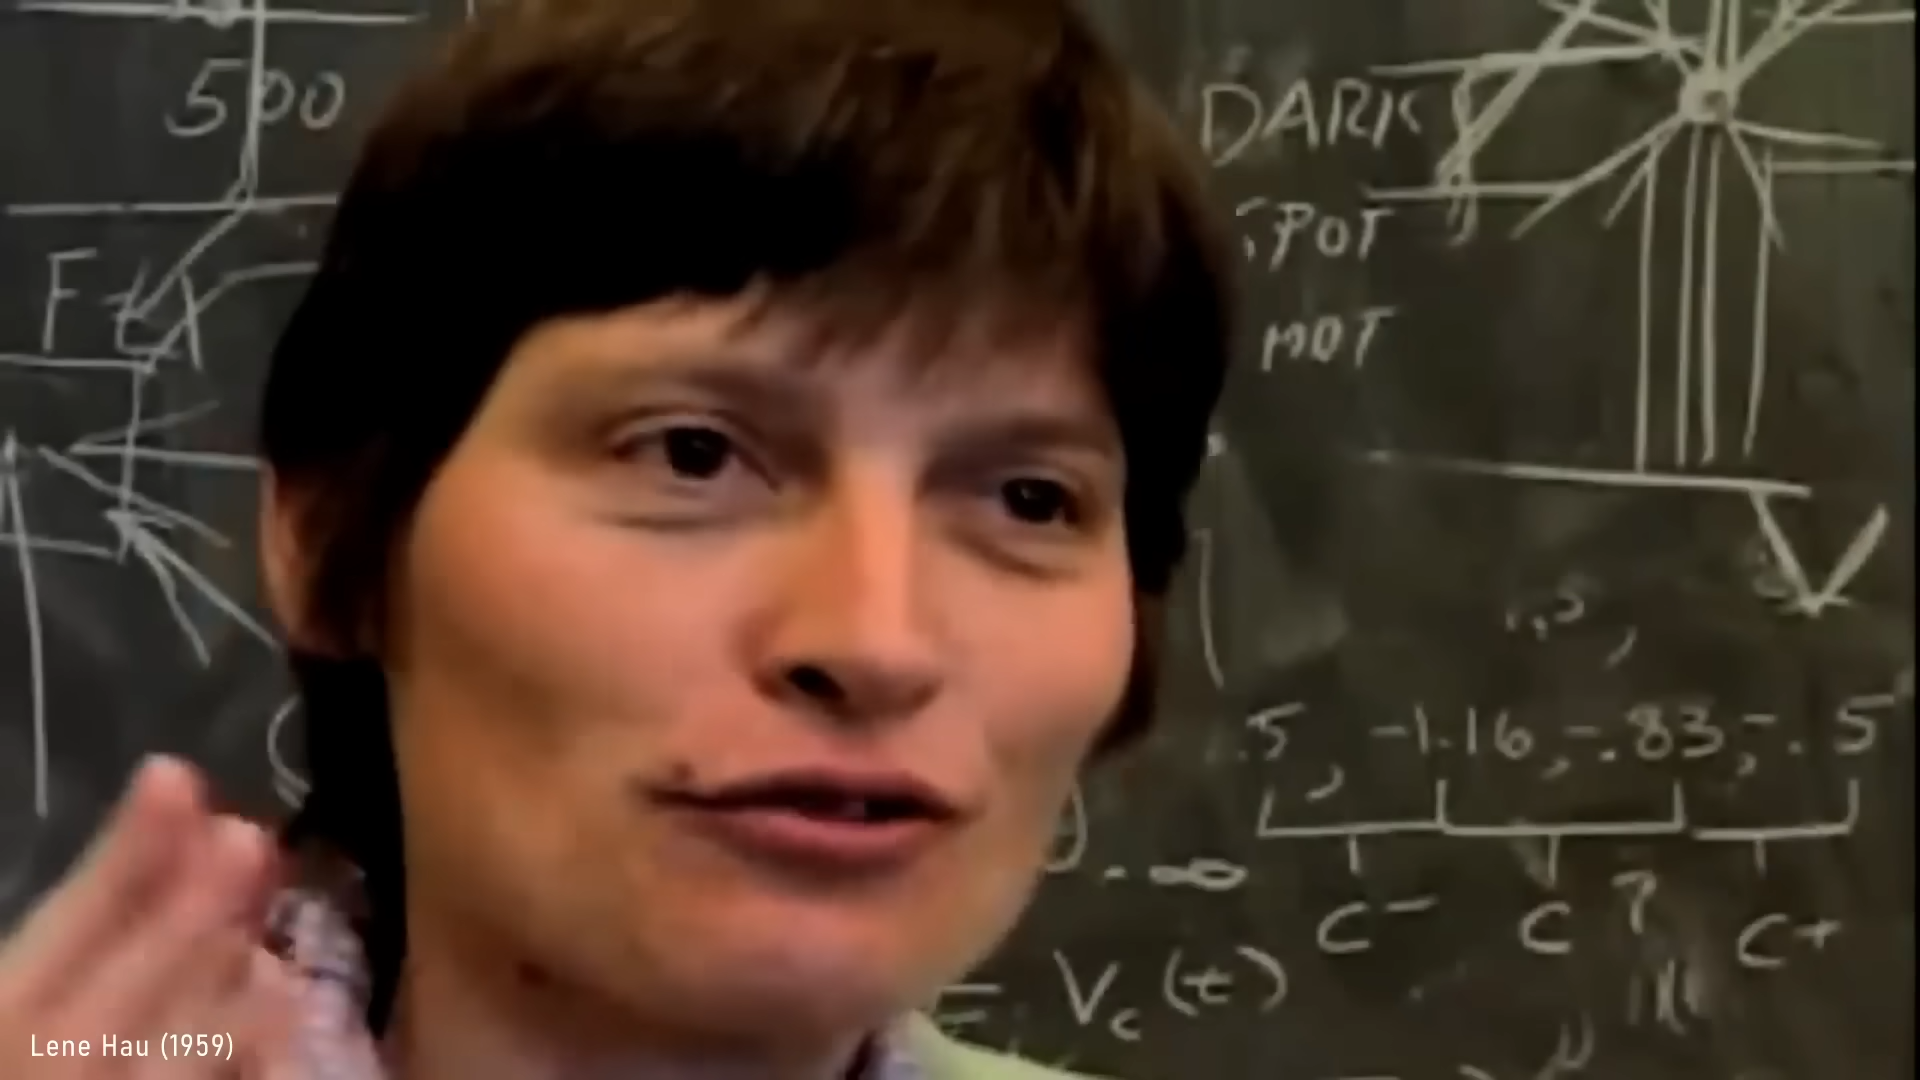 500
DARK
SPOT
MOT
.5, -1.16, -.83, -.5
C- C ? C+
= Vc(t)
Lene Hau (1959)